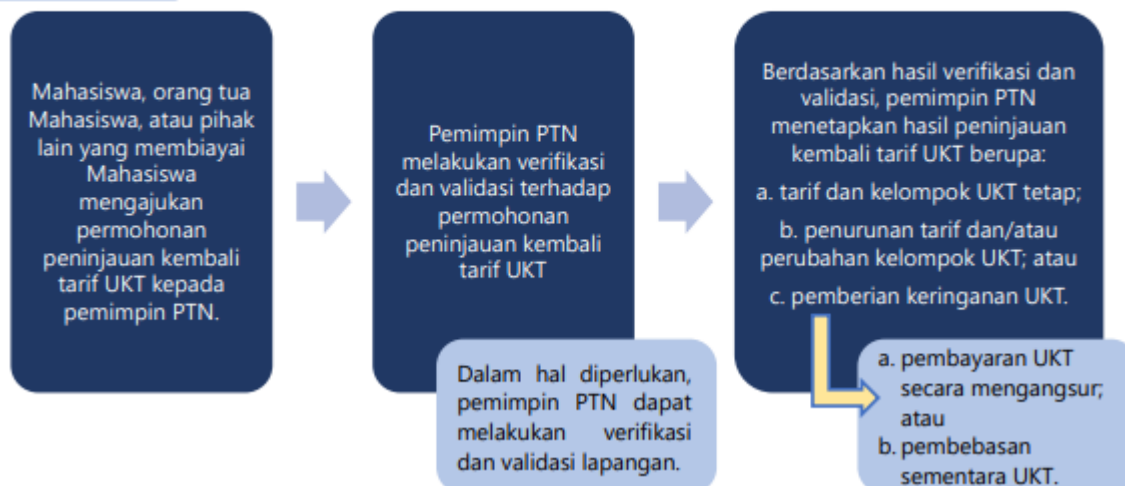 Mahasiswa, orang tua
Mahasiswa, atau pihak
lain yang membiayai
Mahasiswa
mengajukan
permohonan
peninjauan kembali
tarif UKT kepada
pemimpin PTN.
Pemimpin PTN
melakukan verifikasi
dan validasi terhadap
permohonan
peninjauan kembali
tarif UKT
Dalam hal diperlukan,
pemimpin PTN dapat
melakukan verifikasi
dan validasi lapangan.
Berdasarkan hasil verifikasi dan
validasi, pemimpin PTN
menetapkan hasil peninjauan
kembali tarif UKT berupa:
a. tarif dan kelompok UKT tetap;
b. penurunan tarif dan/atau
perubahan kelompok UKT; atau
c. pemberian keringanan UKT.
a. pembayaran UKT
secara mengangsur;
atau
b. pembebasan
sementara UKT.